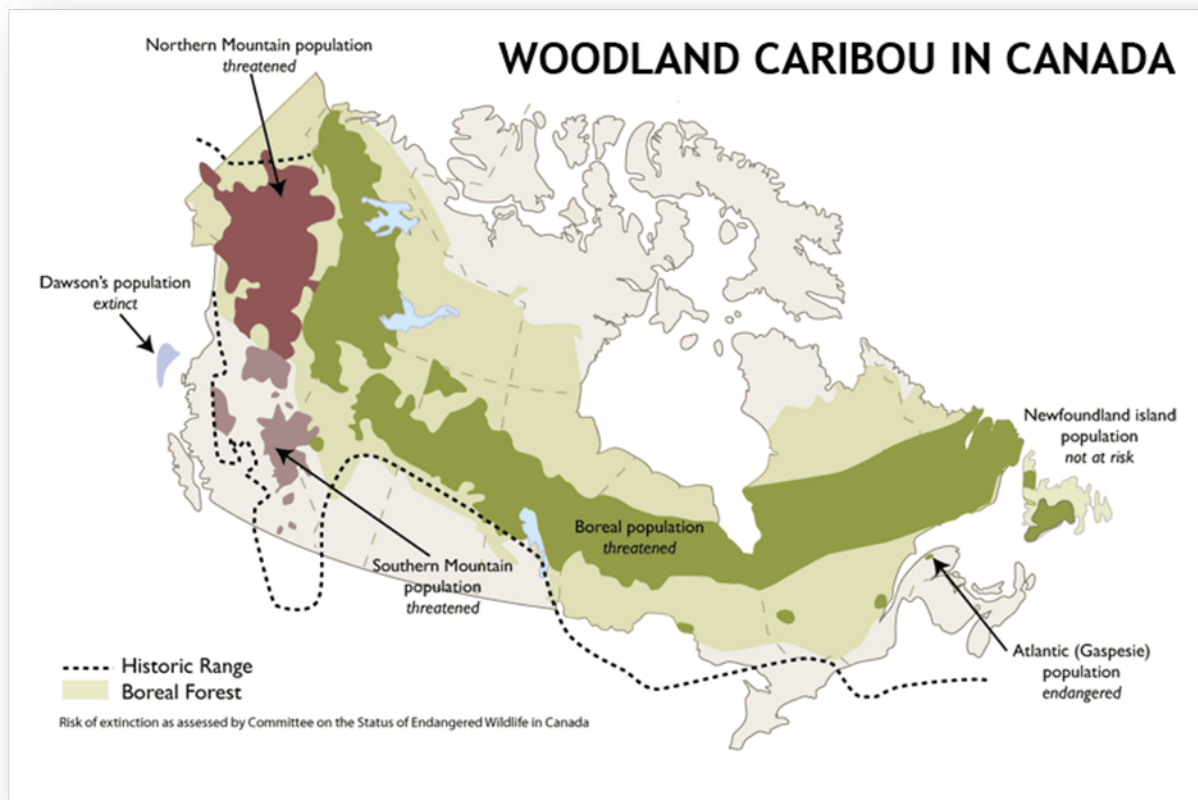 WOODLAND CARIBOU IN CANADA
Northern Mountain population
threatened
Dawson's population
extinct
Newfoundland island
population
not at risk
Boreal population
threatened
Southern Mountain
population
threatened
Atlantic (Gaspesie)
population
endangered
Historic Range
Boreal Forest
Risk of extinction as assessed by Committee on the Status of Endangered Wildlife in Canada